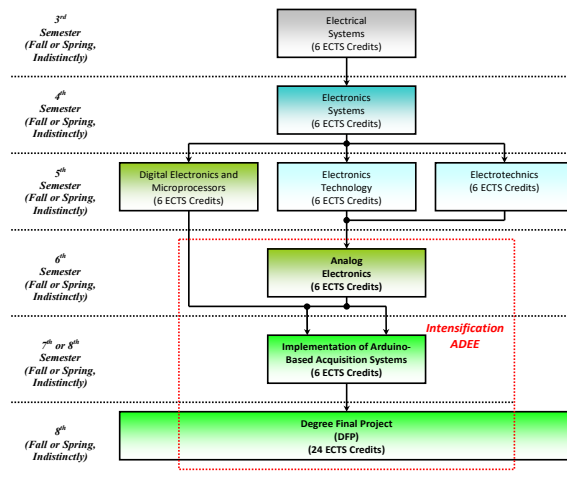 3rd
Semester
(Fall or Spring,
Indistinctly)
Electrical
Systems
(6 ECTS Credits)
4th
Semester
(Fall or Spring,
Indistinctly)
Electronics
Systems
(6 ECTS Credits)
5th
Semester
(Fall or Spring,
Indistinctly)
Digital Electronics and
Microprocessors
(6 ECTS Credits)
Electronics
Technology
(6 ECTS Credits)
Electrotechnics
(6 ECTS Credits)
6th
Semester
(Fall or Spring,
Indistinctly)
Analog
Electronics
(6 ECTS Credits)
Intensification
ADEE
7th or 8th
Semester
(Fall or Spring,
Indistinctly)
Implementation of Arduino-
Based Acquisition Systems
(6 ECTS Credits)
8th
(Fall or Spring,
Indistinctly)
Degree Final Project
(DFP)
(24 ECTS Credits)